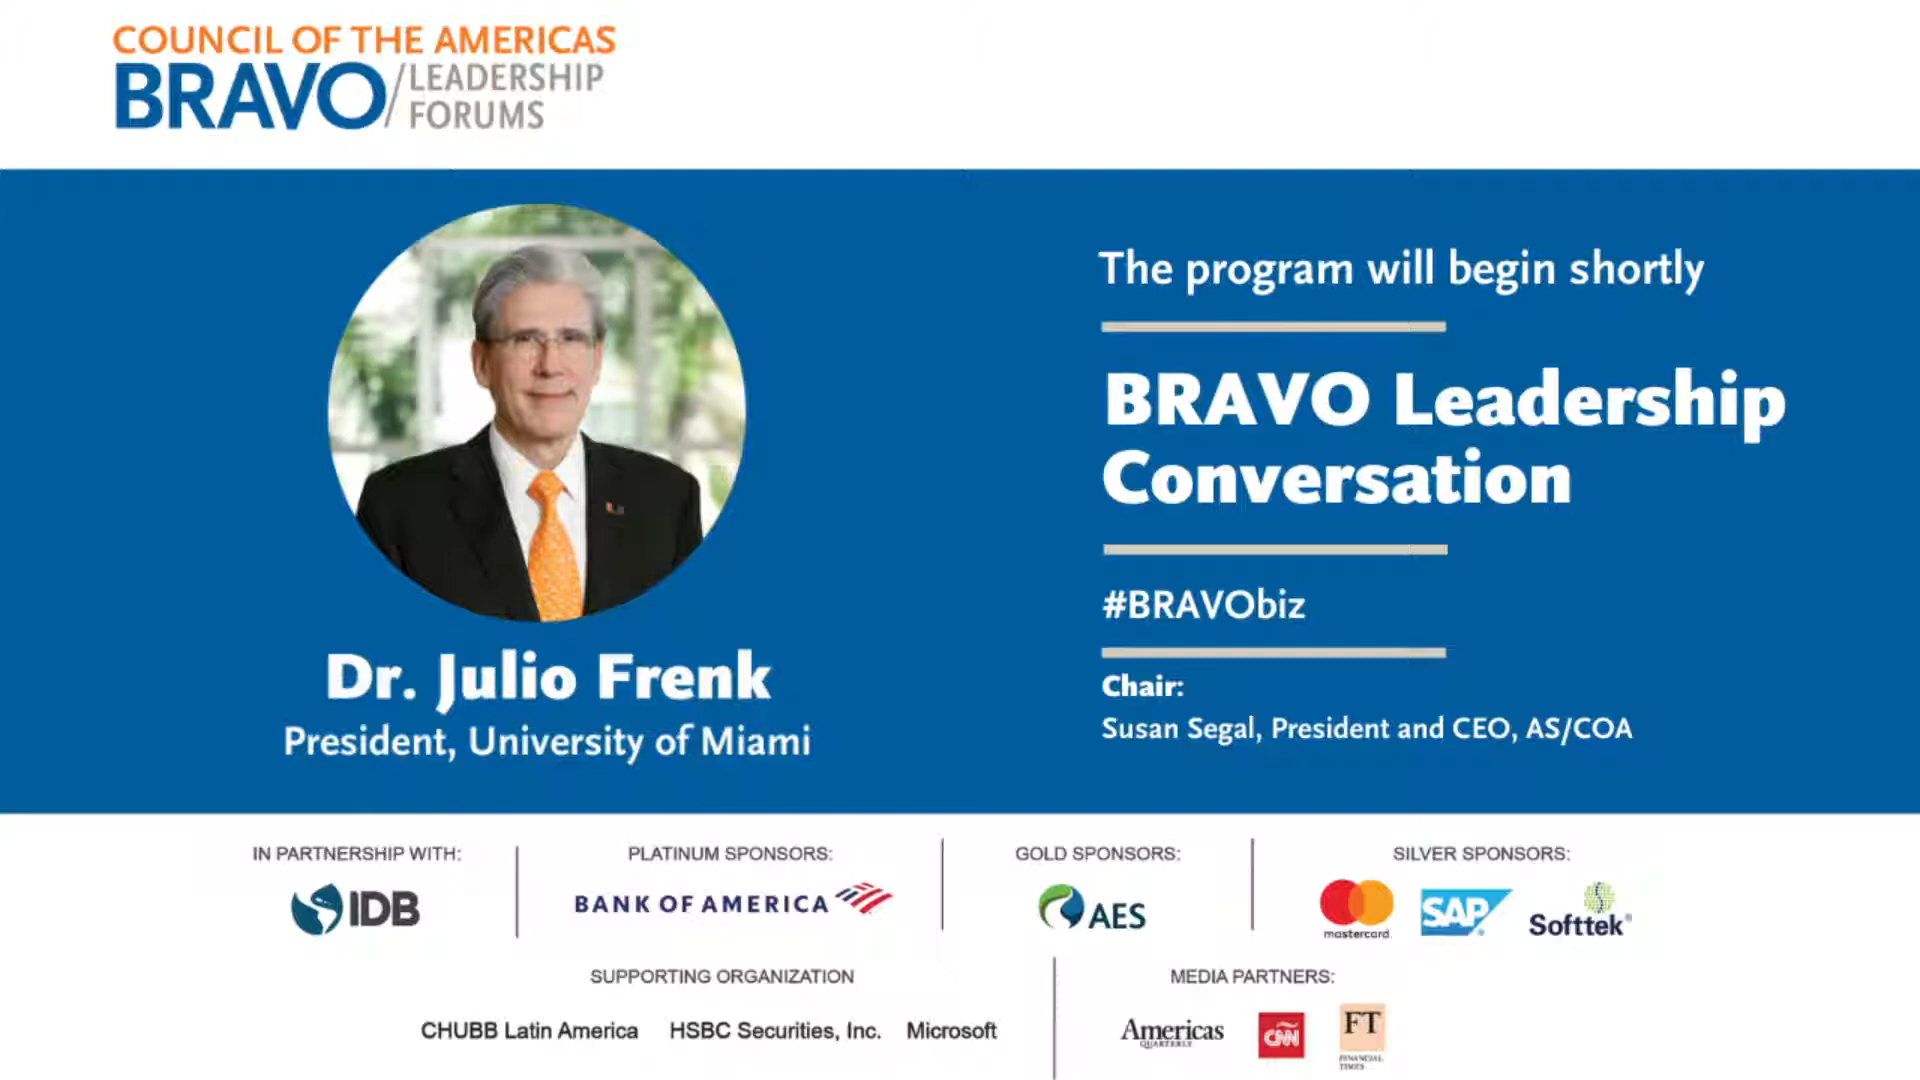 COUNCIL OF THE AMERICAS
BRAVO/LEADERSHIP FORUMS
The program will begin shortly
BRAVO Leadership
Conversation
#BRAVObiz
Chair:
Susan Segal, President and CEO, AS/COA
Dr. Julio Frenk
President, University of Miami
IN PARTNERSHIP WITH:
IDB
PLATINUM SPONSORS:
BANK OF AMERICA
GOLD SPONSORS:
AES
SILVER SPONSORS:
mastercard.
SAP
Softtek®
SUPPORTING ORGANIZATION
CHUBB Latin America HSBC Securities, Inc. Microsoft
MEDIA PARTNERS:
Americas
QUARTERLY
CNN
FT
FINANCIAL
TIMES